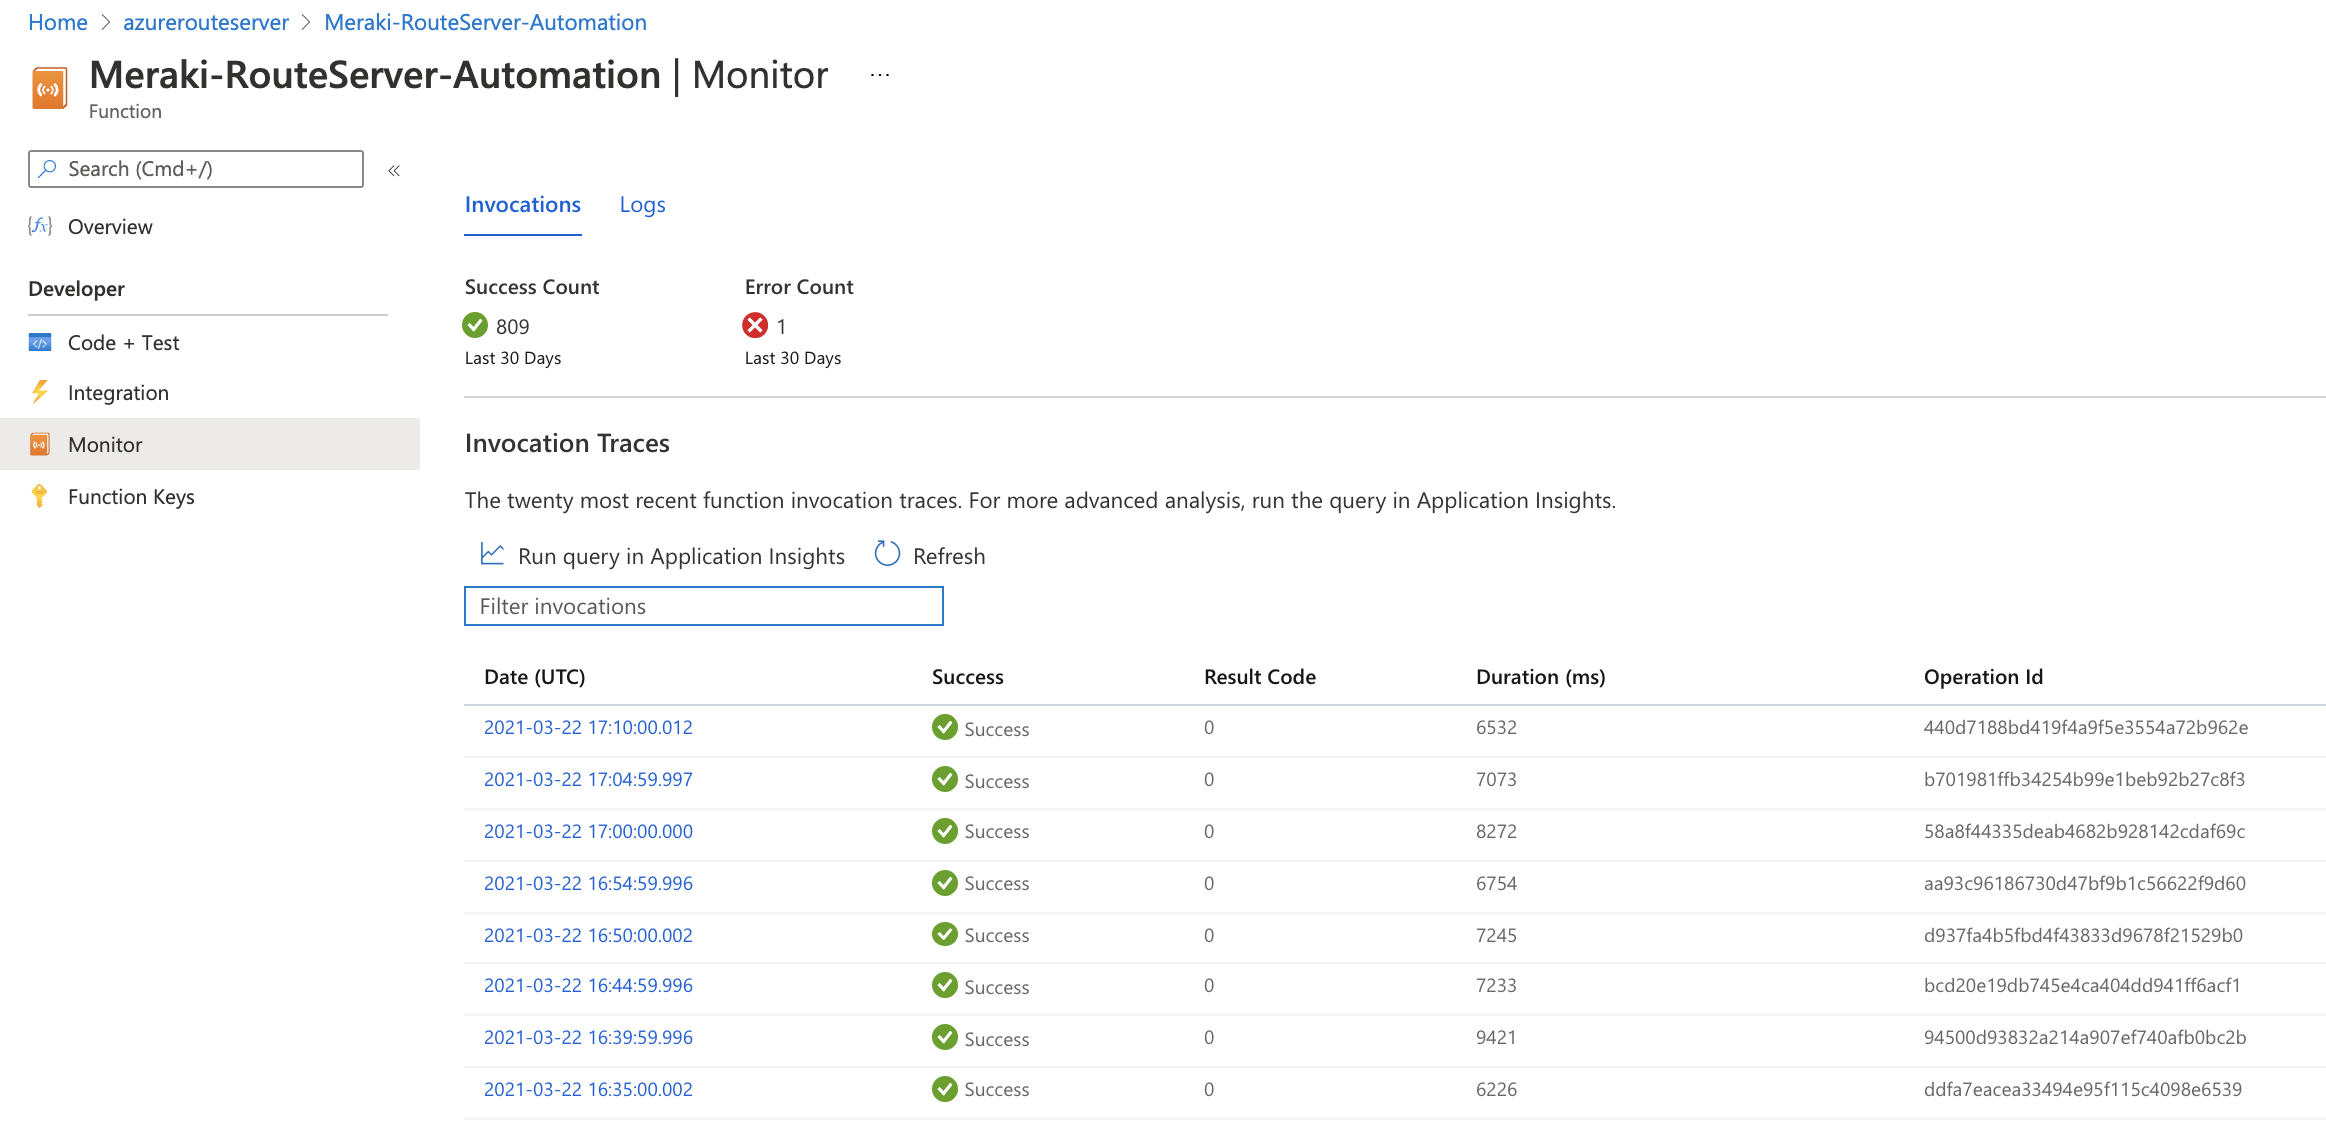 Home > azurerouteserver > Meraki-RouteServer-Automation
Meraki-RouteServer-Automation | Monitor ...
Function
Search (Cmd+/) «
Overview
Developer
Code + Test
Integration
Monitor
Function Keys
Invocations Logs
Success Count Error Count
809 1
Last 30 Days Last 30 Days
Invocation Traces
The twenty most recent function invocation traces. For more advanced analysis, run the query in Application Insights.
Run query in Application Insights Refresh
Filter invocations
Date (UTC) Success Result Code Duration (ms) Operation Id
2021-03-22 17:10:00.012 Success 0 6532 440d7188bd419f4a9f5e3554a72b962e
2021-03-22 17:04:59.997 Success 0 7073 b701981ffb34254b99e1beb92b27c8f3
2021-03-22 17:00:00.000 Success 0 8272 58a8f44335deab4682b928142cdaf69c
2021-03-22 16:54:59.996 Success 0 6754 aa93c96186730d47bf9b1c56622f9d60
2021-03-22 16:50:00.002 Success 0 7245 d937fa4b5fbd4f43833d9678f21529b0
2021-03-22 16:44:59.996 Success 0 7233 bcd20e19db745e4ca404dd941ff6acf1
2021-03-22 16:39:59.996 Success 0 9421 94500d93832a214a907ef740afb0bc2b
2021-03-22 16:35:00.002 Success 0 6226 ddfa7eacea33494e95f115c4098e6539